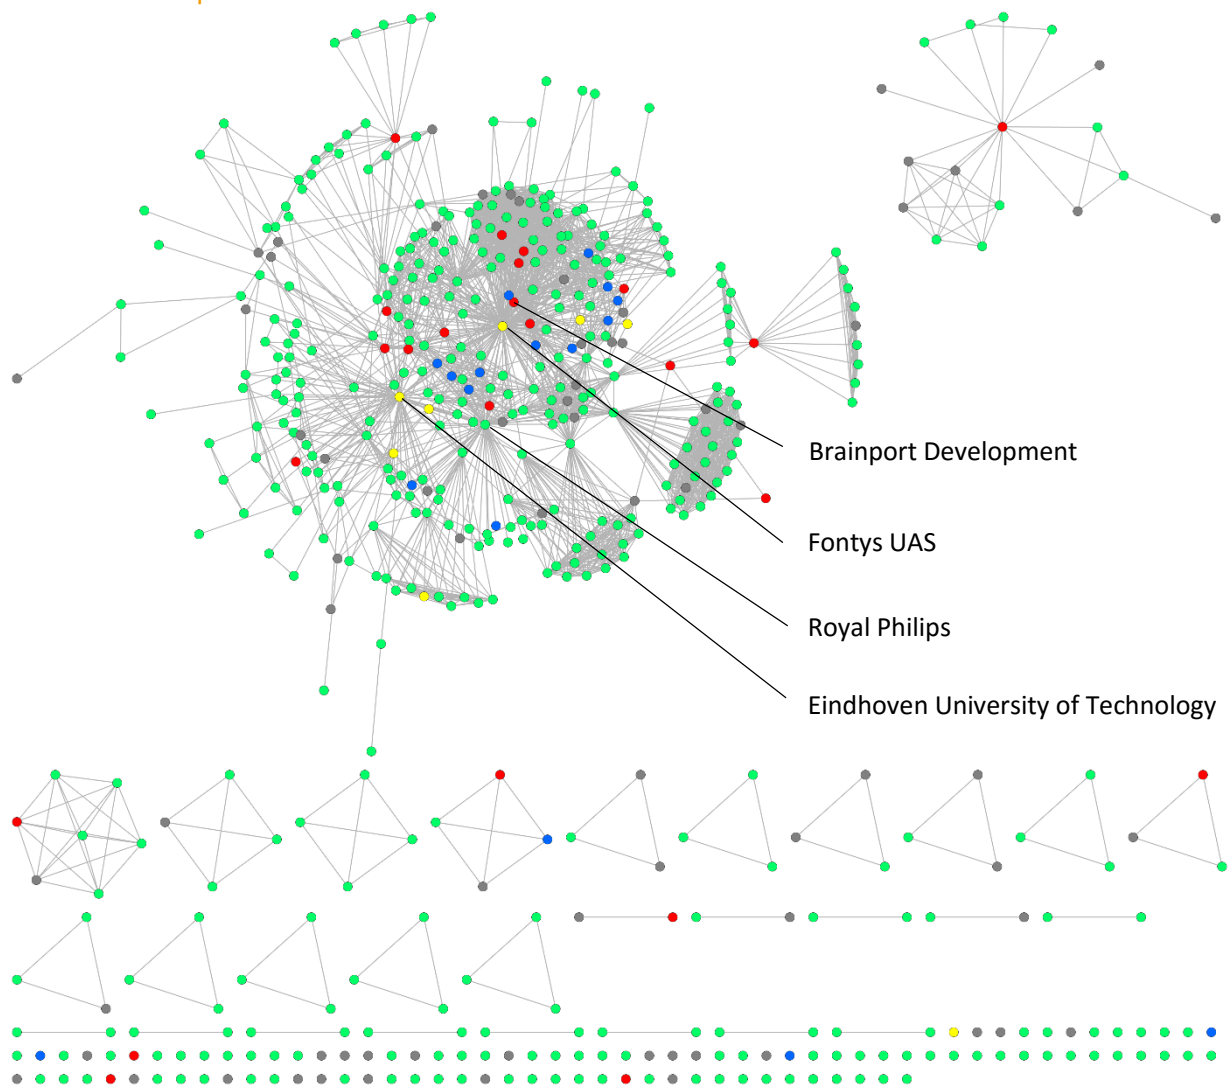 Brainport Development
Fontys UAS
Royal Philips
Eindhoven University of Technology